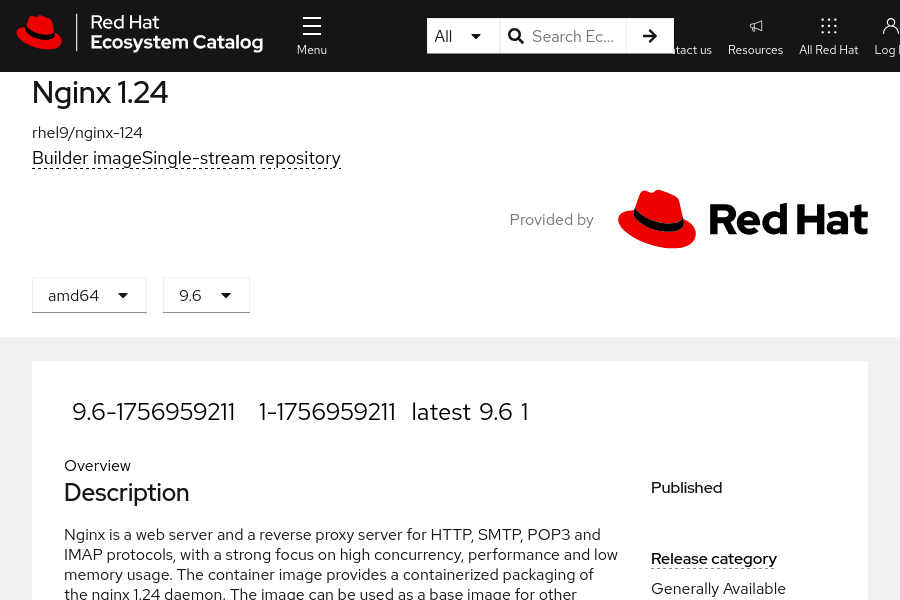 Red Hat
Ecosystem Catalog
Menu
All
Search Ec...
tact us
Resources
All Red Hat
Log
Nginx 1.24
rhel9/nginx-124
Builder imageSingle-stream repository
Provided by
Red Hat
amd64
9.6
9.6-1756959211 1-1756959211 latest 9.6 1
Overview
Description
Published
Nginx is a web server and a reverse proxy server for HTTP, SMTP, POP3 and
IMAP protocols, with a strong focus on high concurrency, performance and low
memory usage. The container image provides a containerized packaging of
the nginx 1.24 daemon. The image can be used as a base image for other
Release category
Generally Available